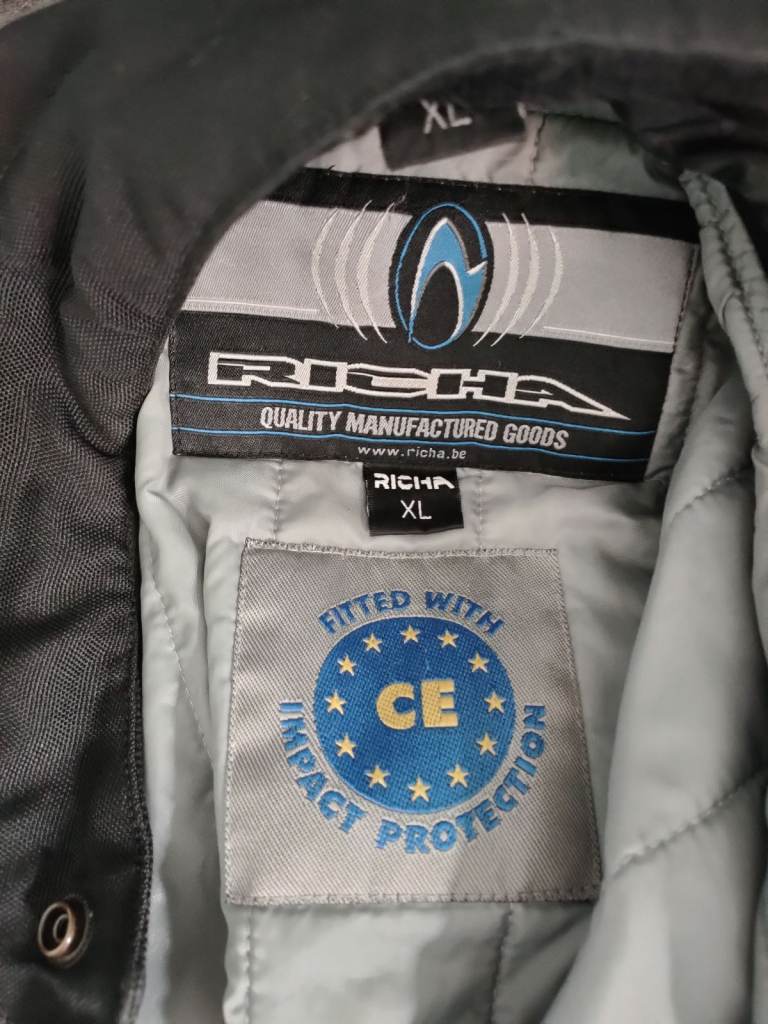 XL
RICHA
QUALITY MANUFACTURED GOODS
www.richa.be
RICHA
XL
FITTED WITH
CE
IMPACT PROTECTION